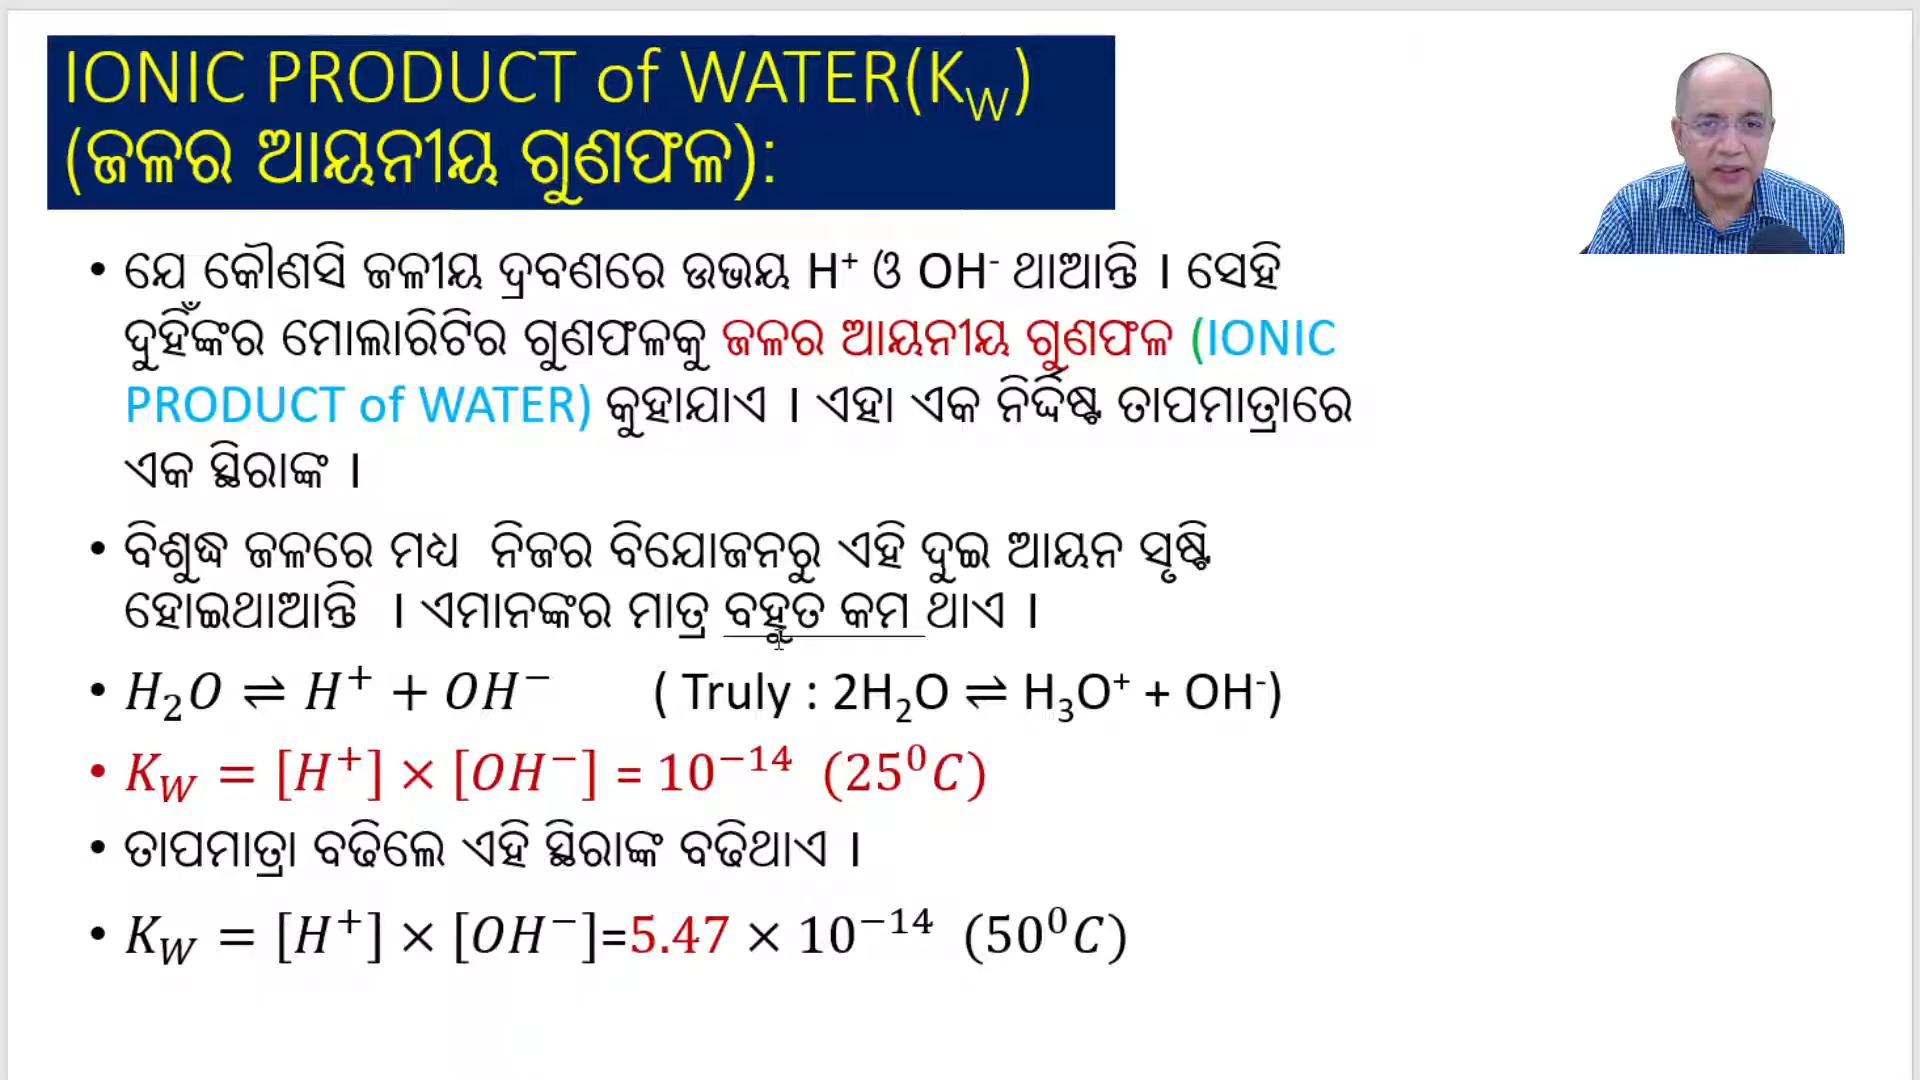 IONIC PRODUCT of WATER(K_W)
(ଜଳର ଆୟନୀୟ ଗୁଣଫଳ):
• ଯେ କୌଣସି ଜଳୀୟ ଦ୍ରବଣରେ ଉଭୟ H⁺ ଓ OH⁻ ଥାଆନ୍ତି । ସେହି
ଦୁହିଁଙ୍କର ମୋଲାରିଟିର ଗୁଣଫଳକୁ ଜଳର ଆୟନୀୟ ଗୁଣଫଳ (IONIC
PRODUCT of WATER) କୁହାଯାଏ । ଏହା ଏକ ନିର୍ଦ୍ଦିଷ୍ଟ ତାପମାତ୍ରାରେ
ଏକ ସ୍ଥିରାଙ୍କ ।
• ବିଶୁଦ୍ଧ ଜଳରେ ମଧ୍ୟ ନିଜର ବିଯୋଜନରୁ ଏହି ଦୁଇ ଆୟନ ସୃଷ୍ଟି
ହୋଇଥାଆନ୍ତି । ଏମାନଙ୍କର ମାତ୍ର ବହୁତ କମ ଥାଏ ।
• H₂O ⇌ H⁺ + OH⁻ ( Truly : 2H₂O ⇌ H₃O⁺ + OH⁻)
• K_W = [H⁺] × [OH⁻] = 10⁻¹⁴ (25⁰C)
• ତାପମାତ୍ରା ବଢିଲେ ଏହି ସ୍ଥିରାଙ୍କ ବଢିଥାଏ ।
• K_W = [H⁺] × [OH⁻]=5.47 × 10⁻¹⁴ (50⁰C)